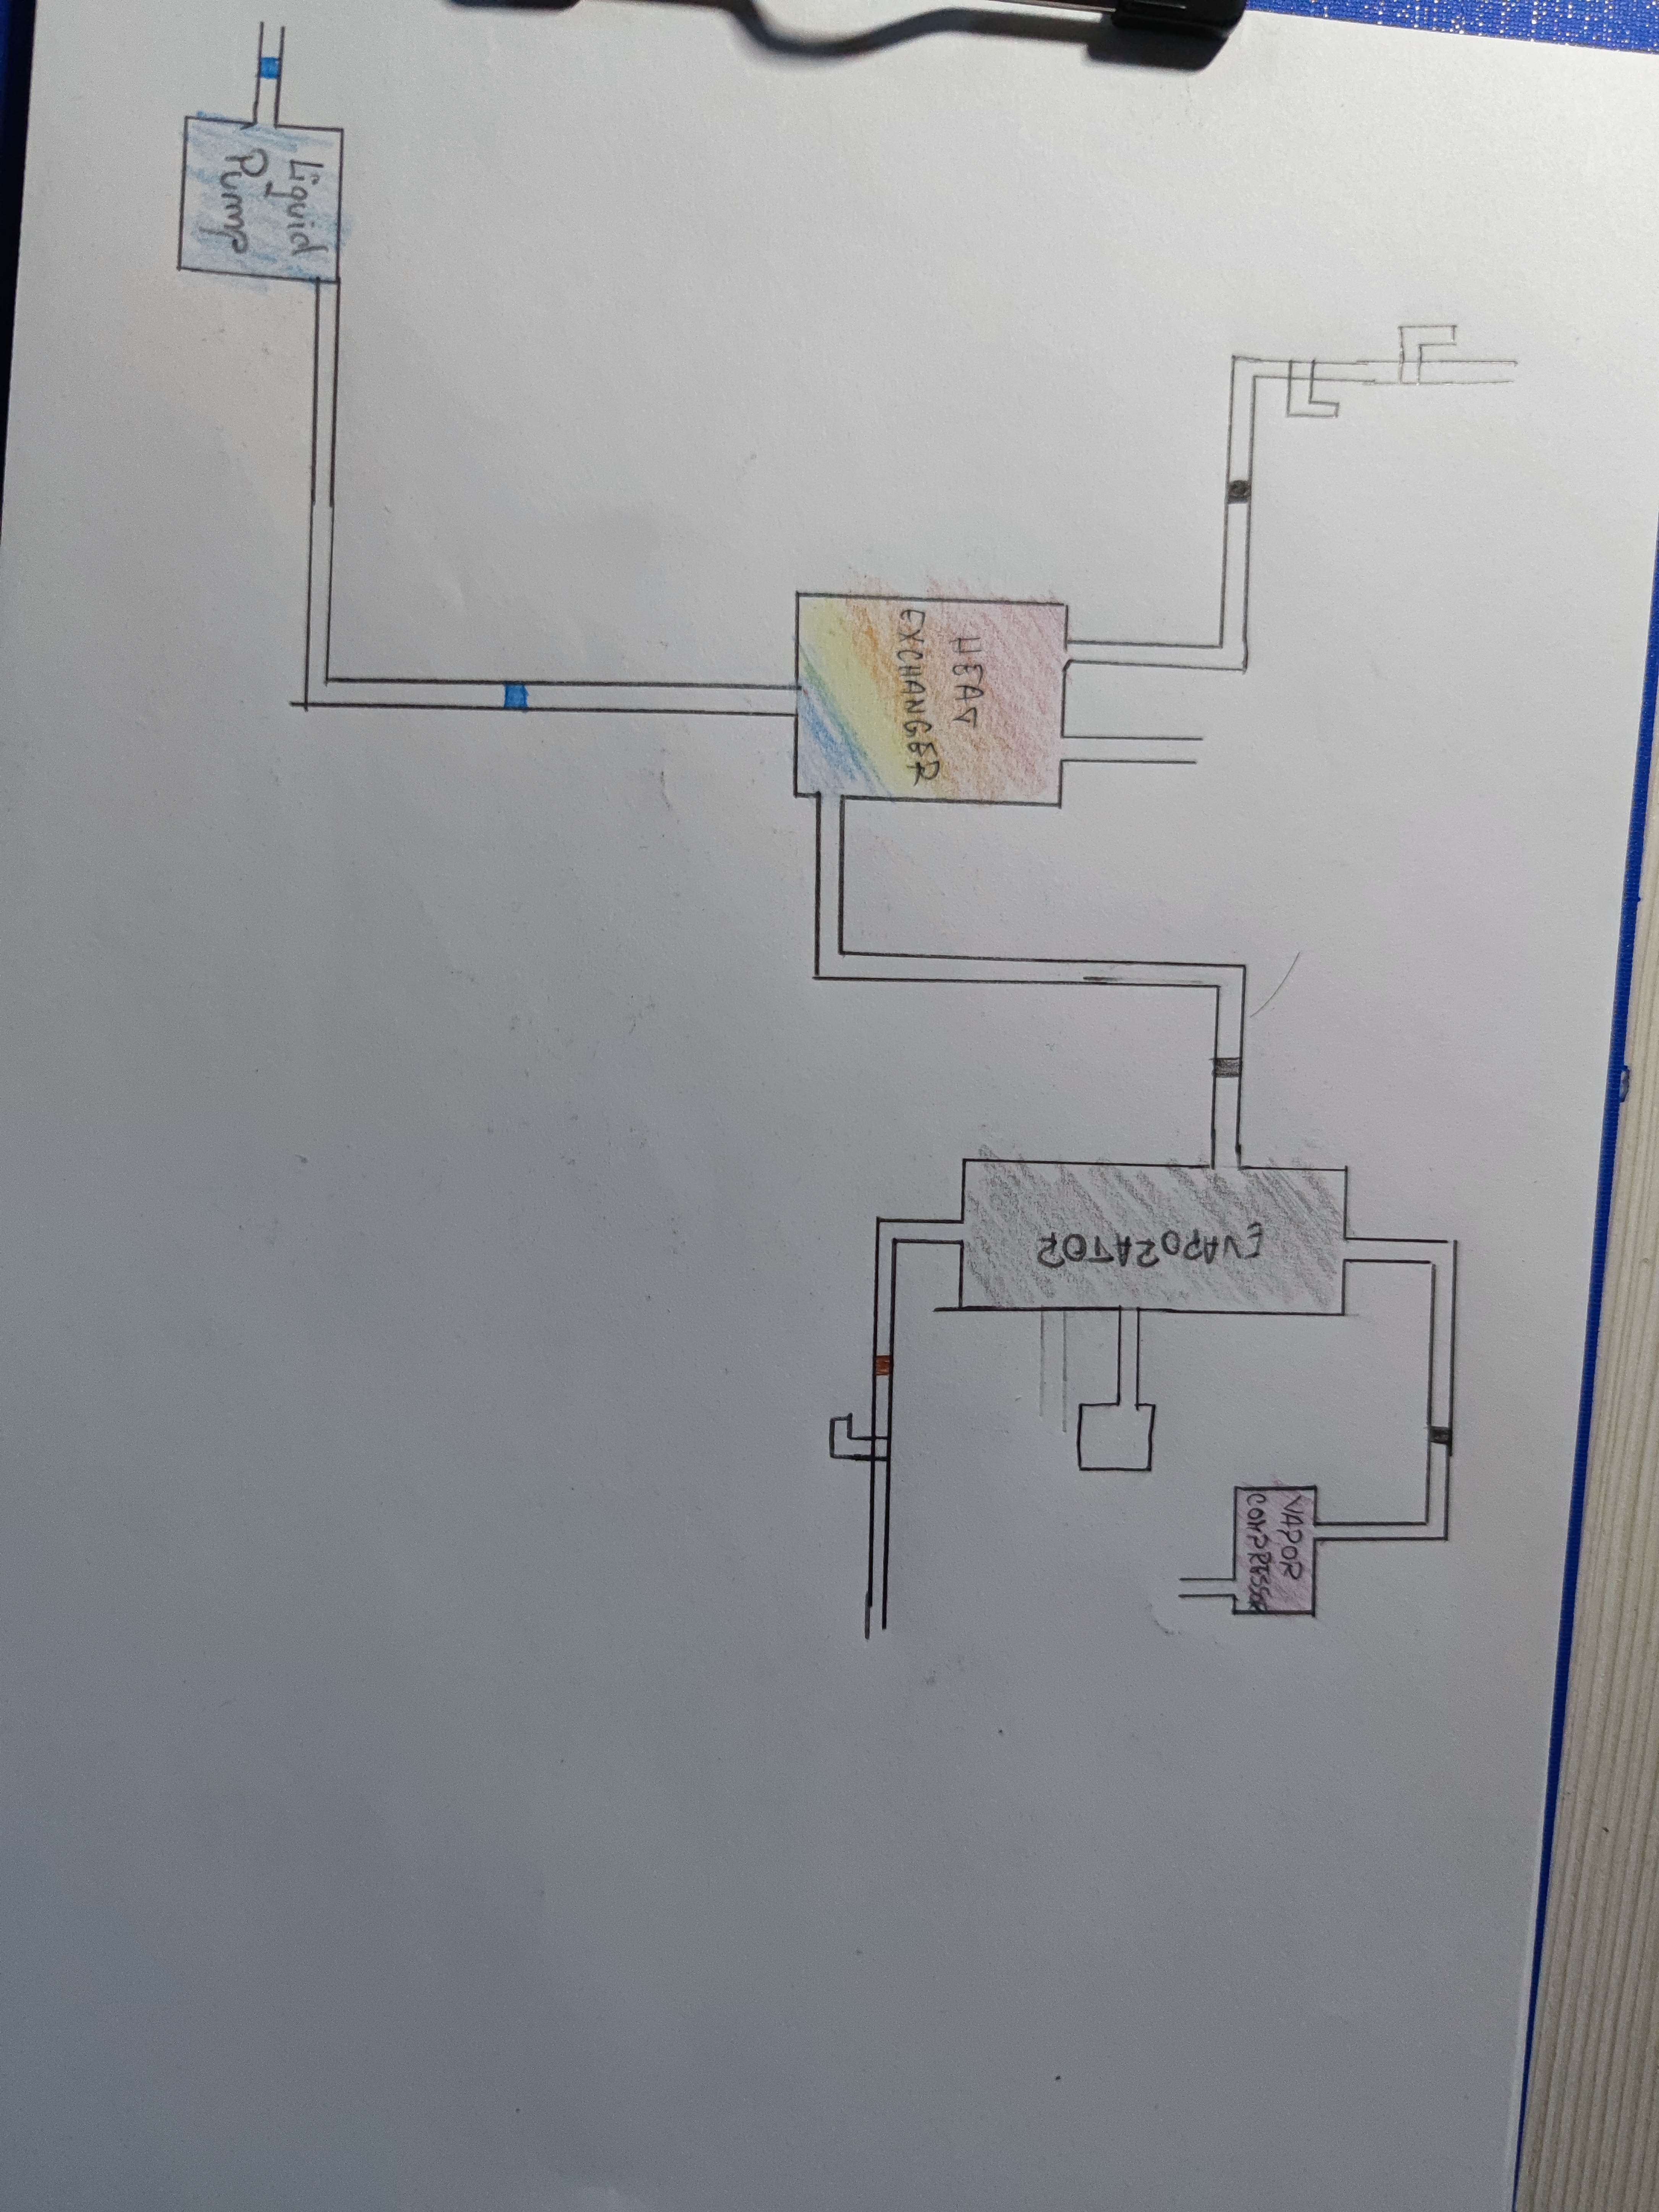 VAPOR
COMPRESSOR
EVAPORATOR
HEAT
EXCHANGER
Liquid
Pump